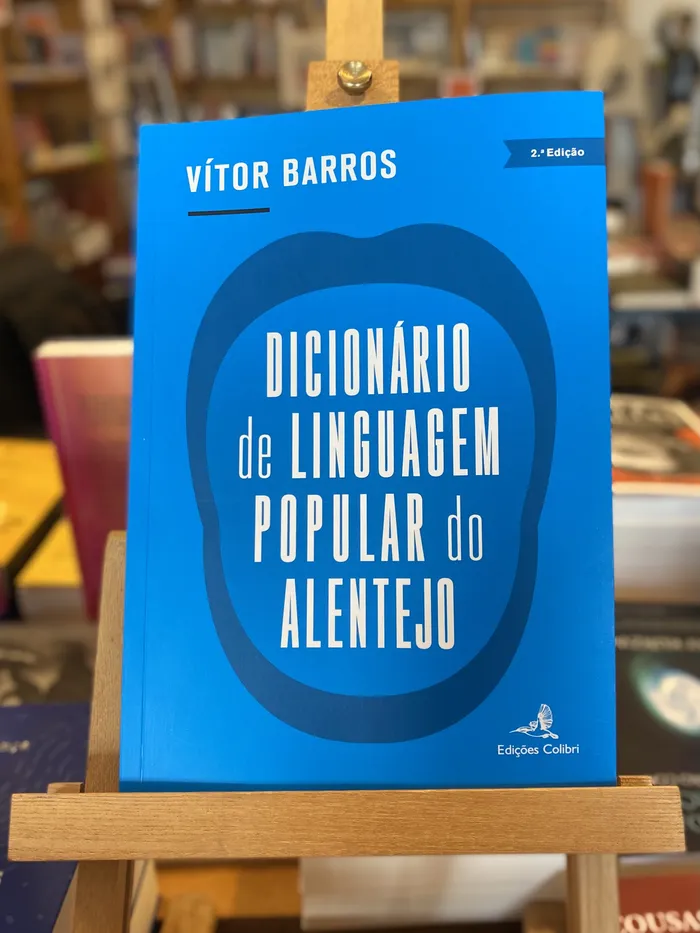 VÍTOR BARROS
2.ª Edição
DICIONÁRIO
de LINGUAGEM
POPULAR do
ALENTEJO
Edições Colibri